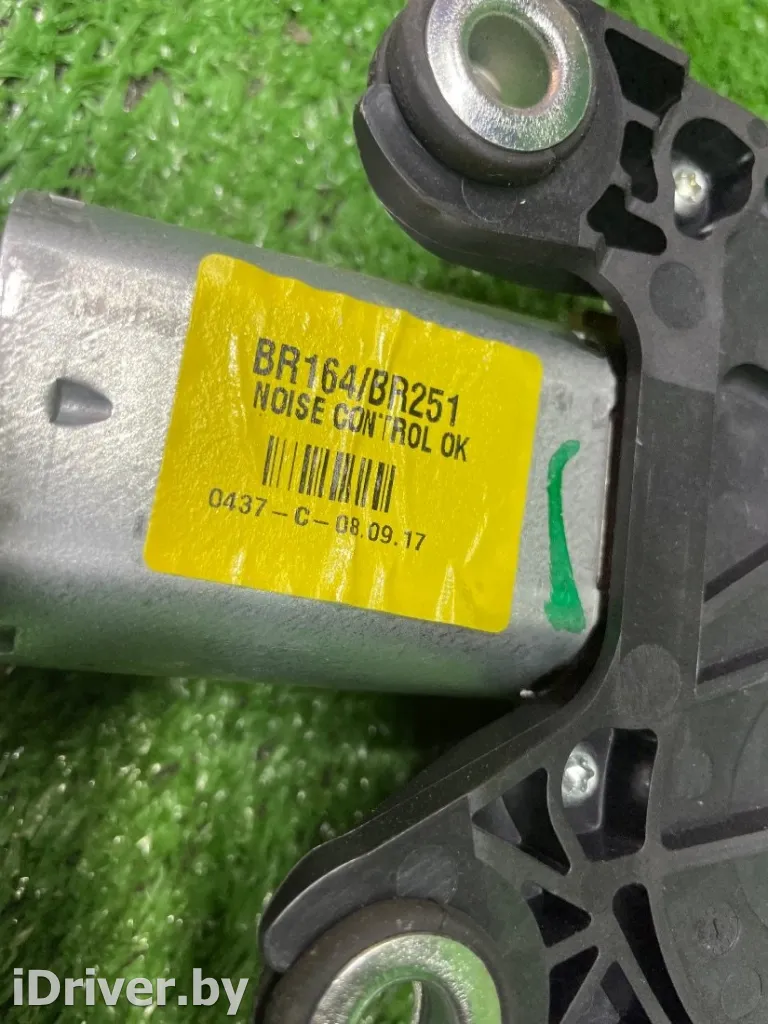 BR164/BR251
NOISE CONTROL OK
0437-C-08.09.17
iDriver.by